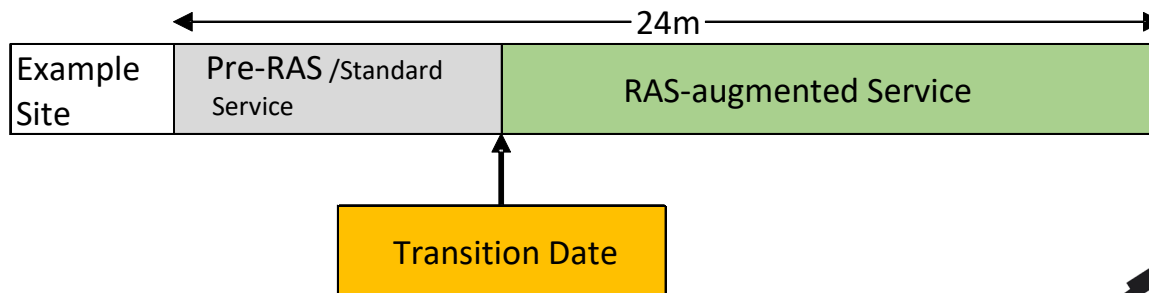 24m
Example
Site
Pre-RAS /Standard
Service
RAS-augmented Service
Transition Date